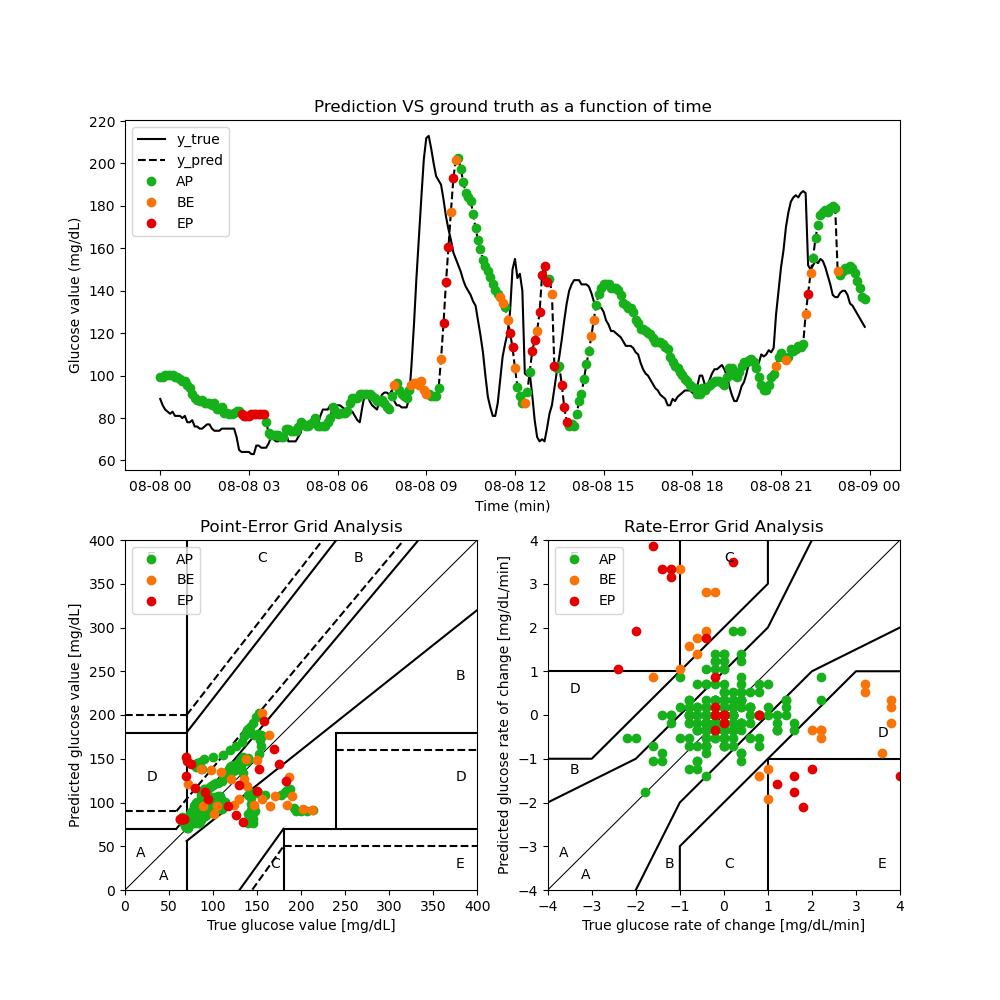 Prediction VS ground truth as a function of time
Glucose value (mg/dL)
220
200
180
160
140
120
100
80
60
y_true
y_pred
AP
BE
EP
08-08 00 08-08 03 08-08 06 08-08 09 08-08 12 08-08 15 08-08 18 08-08 21 08-09 00
Time (min)
Point-Error Grid Analysis
Predicted glucose value [mg/dL]
400
350
300
250
200
150
100
50
0
AP
BE
EP
C B
B
D D
A
A C E
0 50 100 150 200 250 300 350 400
True glucose value [mg/dL]
Rate-Error Grid Analysis
Predicted glucose rate of change [mg/dL/min]
4
3
2
1
0
−1
−2
−3
−4
AP
BE
EP
C
D
D
B
A
A B C E
−4 −3 −2 −1 0 1 2 3 4
True glucose rate of change [mg/dL/min]